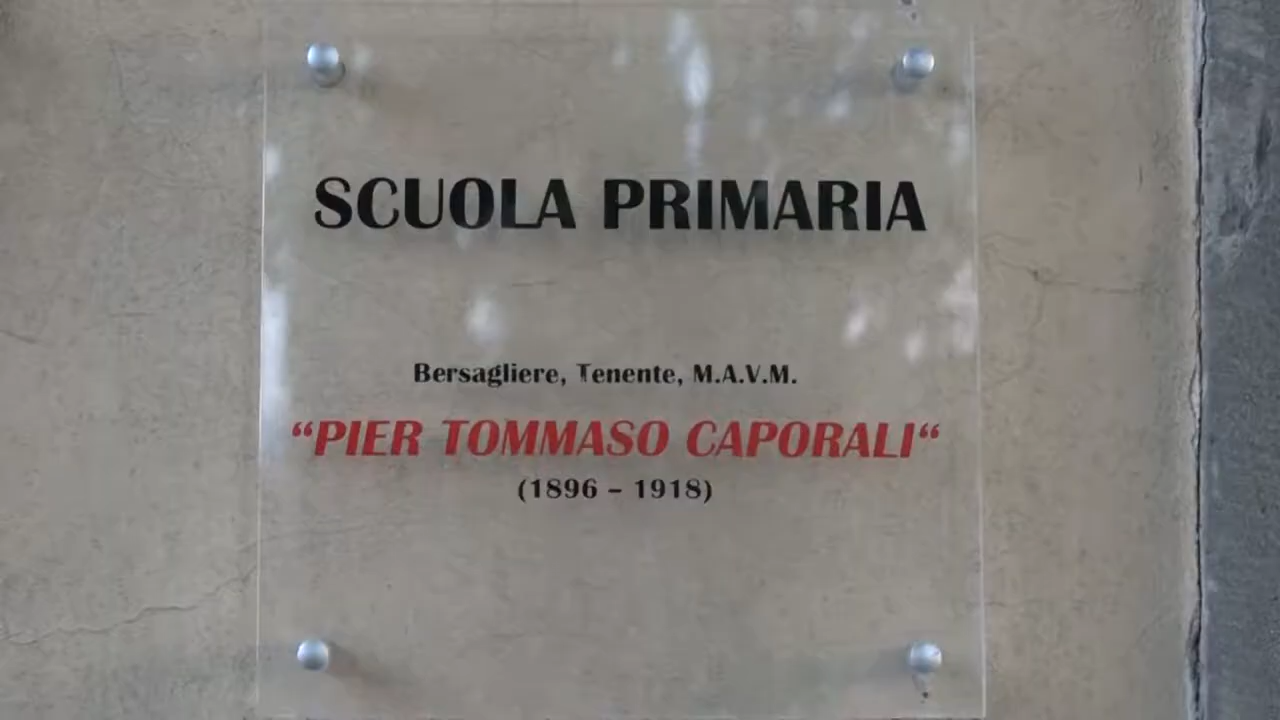 SCUOLA PRIMARIA
Bersagliere, Tenente, M.A.V.M.
“PIER TOMMASO CAPORALI“
(1896 – 1918)